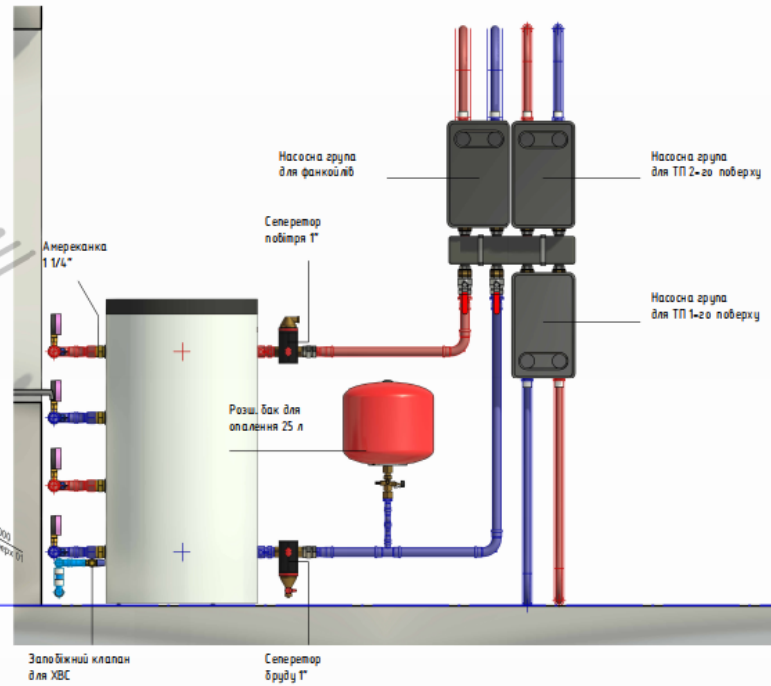 Насосна група
для фанкойлів
Насосна група
для ТП 2-го поверху
Сеперетор
повітря 1"
Амереканка
1 1/4"
Насосна група
для ТП 1-го поверху
Розш. бак для
опалення 25 л
Запобіжний клапан
для ХВС
Сеперетор
бруду 1"